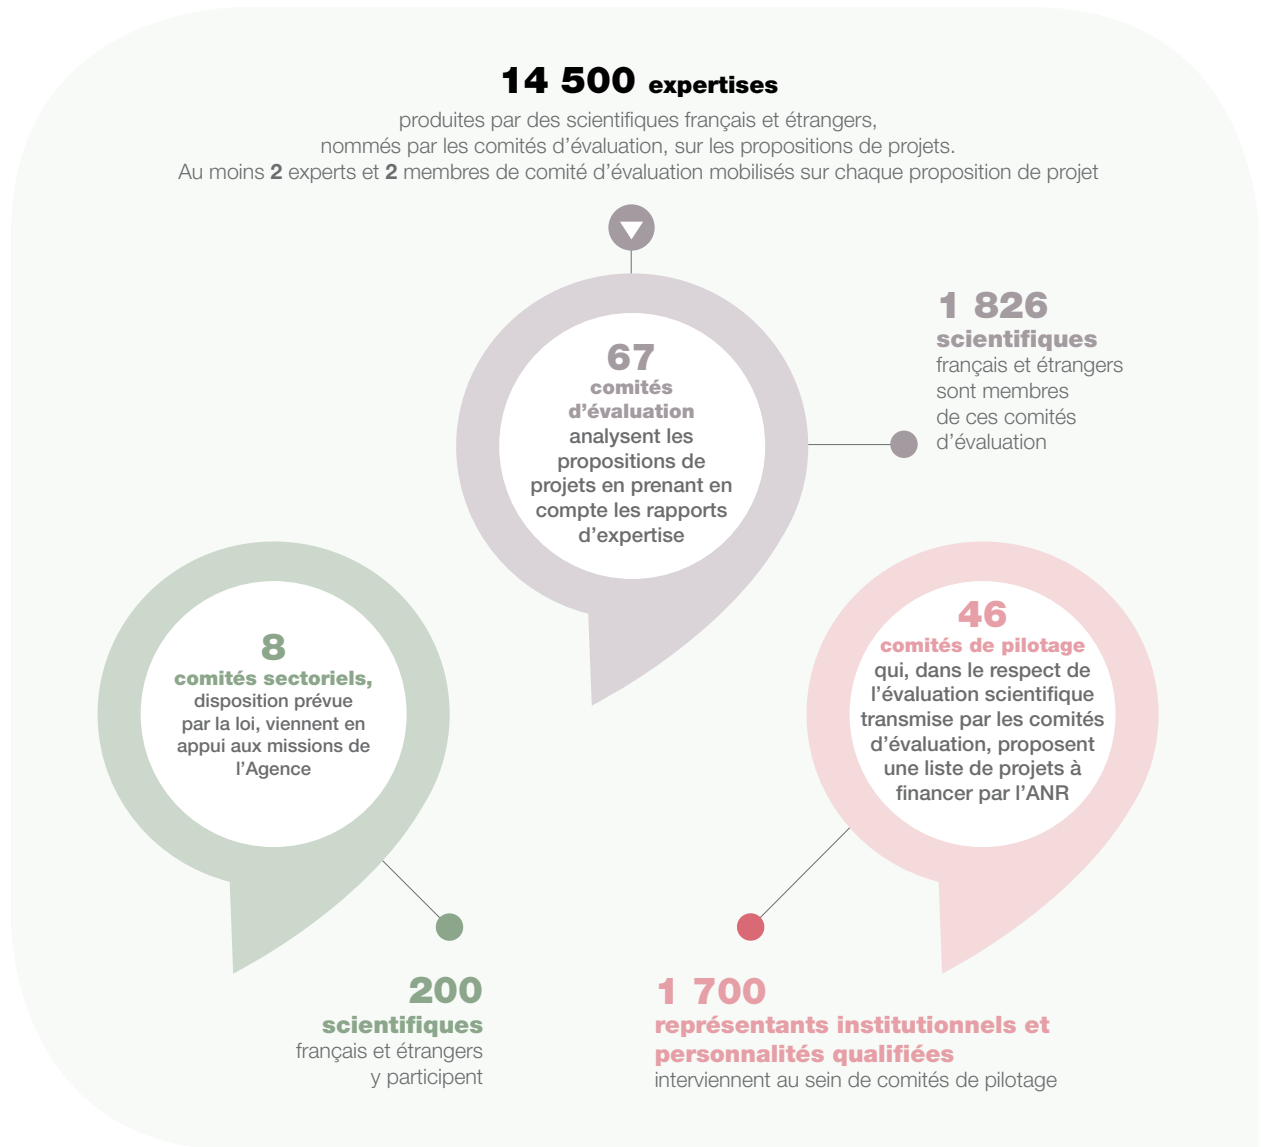 14 500 expertises
produites par des scientifiques français et étrangers,
nommés par les comités d’évaluation, sur les propositions de projets.
Au moins 2 experts et 2 membres de comité d’évaluation mobilisés sur chaque proposition de projet
67
comités
d’évaluation
analysent les
propositions de
projets en prenant en
compte les rapports
d’expertise
1 826
scientifiques
français et étrangers
sont membres
de ces comités
d’évaluation
8
comités sectoriels,
disposition prévue
par la loi, viennent en
appui aux missions de
l’Agence
46
comités de pilotage
qui, dans le respect de
l’évaluation scientifique
transmise par les comités
d’évaluation, proposent
une liste de projets à
financer par l’ANR
200
scientifiques
français et étrangers
y participent
1 700
représentants institutionnels et
personnalités qualifiées
interviennent au sein de comités de pilotage